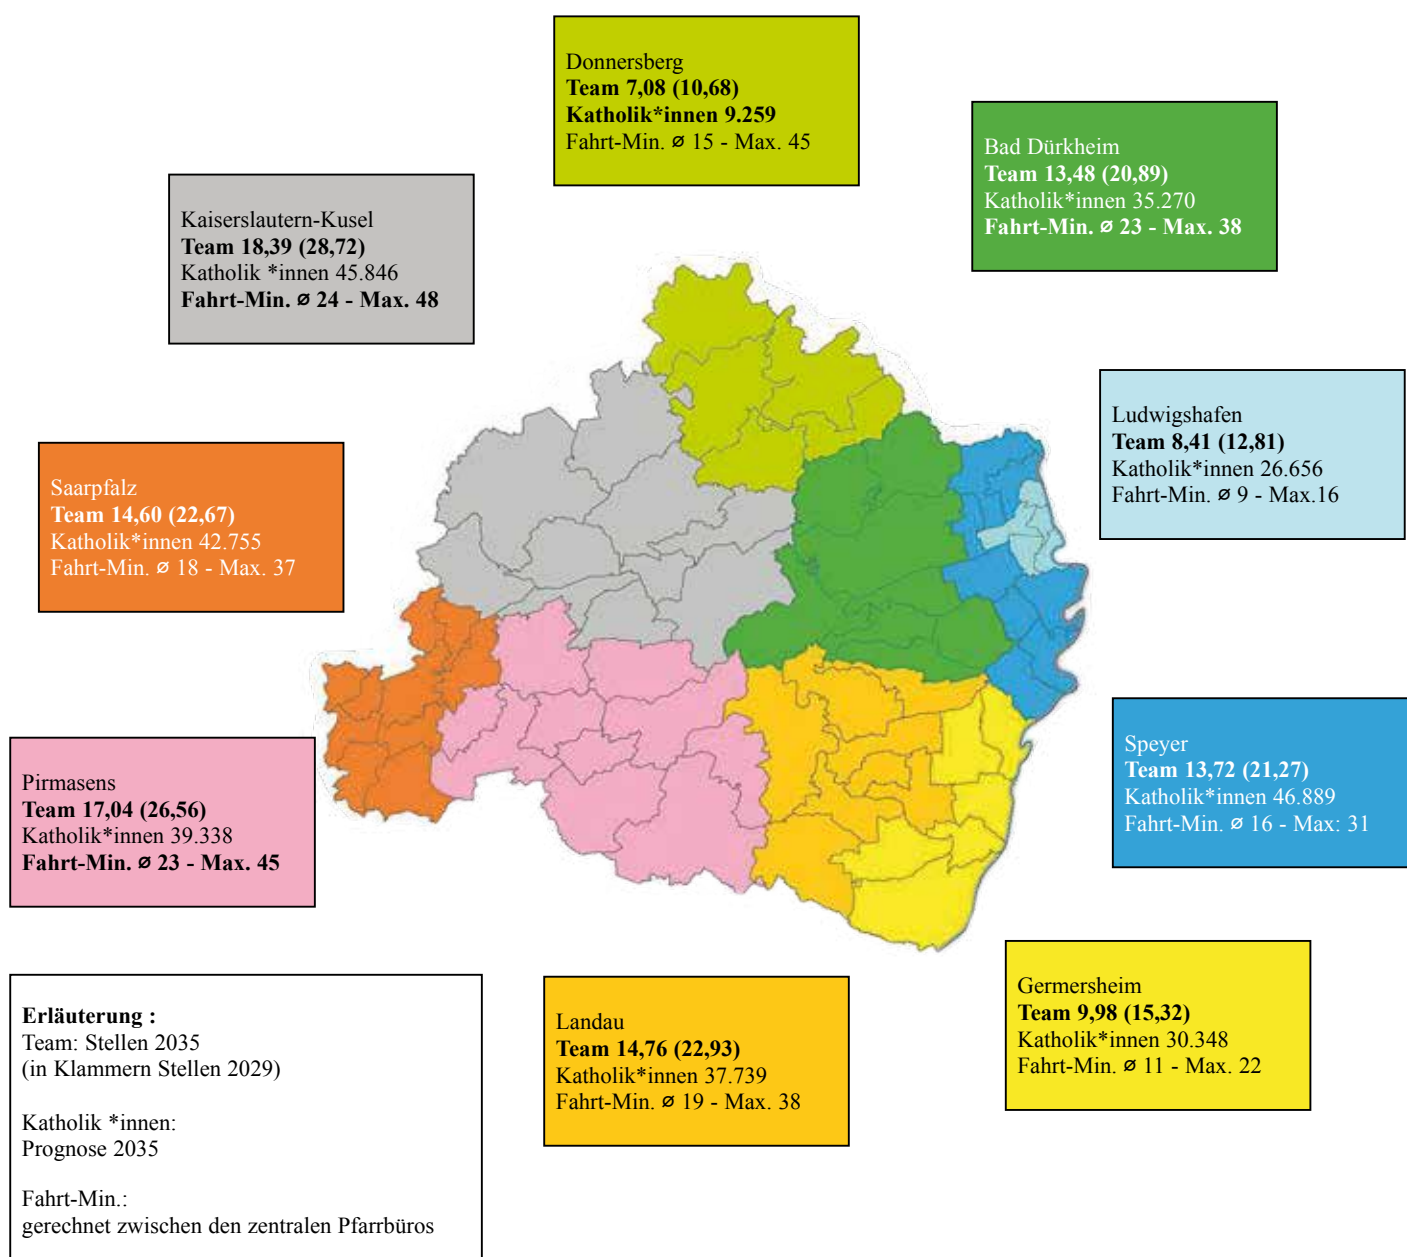 Donnersberg
Team 7,08 (10,68)
Katholik*innen 9.259
Fahrt-Min. ⌀ 15 - Max. 45
Bad Dürkheim
Team 13,48 (20,89)
Katholik*innen 35.270
Fahrt-Min. ⌀ 23 - Max. 38
Kaiserslautern-Kusel
Team 18,39 (28,72)
Katholik *innen 45.846
Fahrt-Min. ⌀ 24 - Max. 48
Ludwigshafen
Team 8,41 (12,81)
Katholik*innen 26.656
Fahrt-Min. ⌀ 9 - Max.16
Saarpfalz
Team 14,60 (22,67)
Katholik*innen 42.755
Fahrt-Min. ⌀ 18 - Max. 37
Speyer
Team 13,72 (21,27)
Katholik*innen 46.889
Fahrt-Min. ⌀ 16 - Max: 31
Pirmasens
Team 17,04 (26,56)
Katholik*innen 39.338
Fahrt-Min. ⌀ 23 - Max. 45
Germersheim
Team 9,98 (15,32)
Katholik*innen 30.348
Fahrt-Min. ⌀ 11 - Max. 22
Landau
Team 14,76 (22,93)
Katholik*innen 37.739
Fahrt-Min. ⌀ 19 - Max. 38
Erläuterung :
Team: Stellen 2035
(in Klammern Stellen 2029)
Katholik *innen:
Prognose 2035
Fahrt-Min.:
gerechnet zwischen den zentralen Pfarrbüros